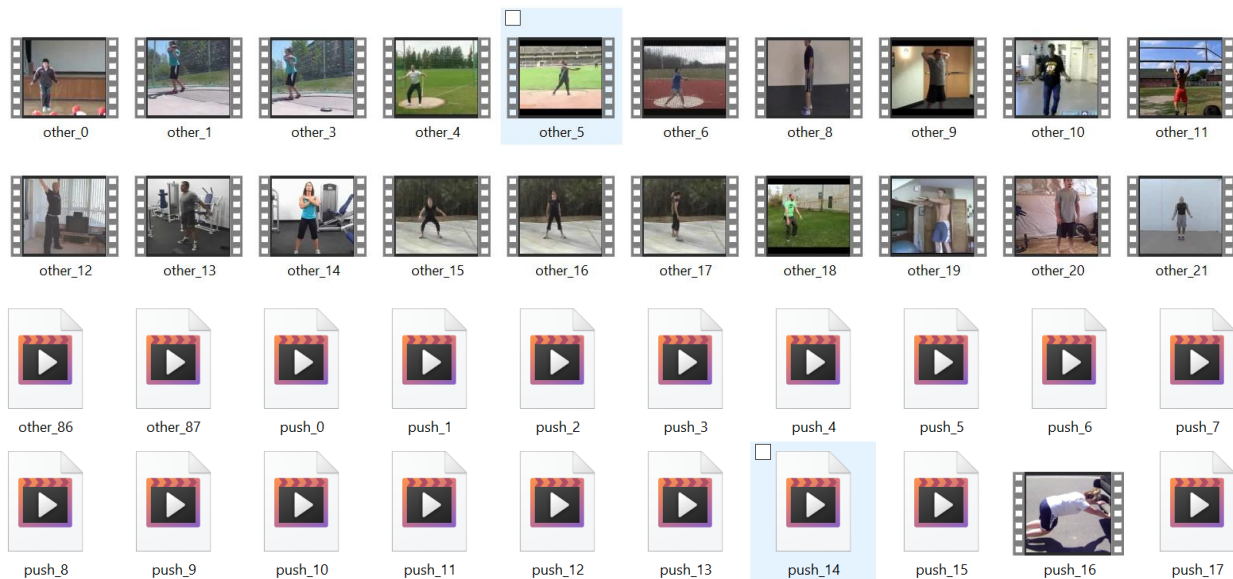 other_0 other_1 other_3 other_4 other_5 other_6 other_8 other_9 other_10 other_11
other_12 other_13 other_14 other_15 other_16 other_17 other_18 other_19 other_20 other_21
other_86 other_87 push_0 push_1 push_2 push_3 push_4 push_5 push_6 push_7
push_8 push_9 push_10 push_11 push_12 push_13 push_14 push_15 push_16 push_17